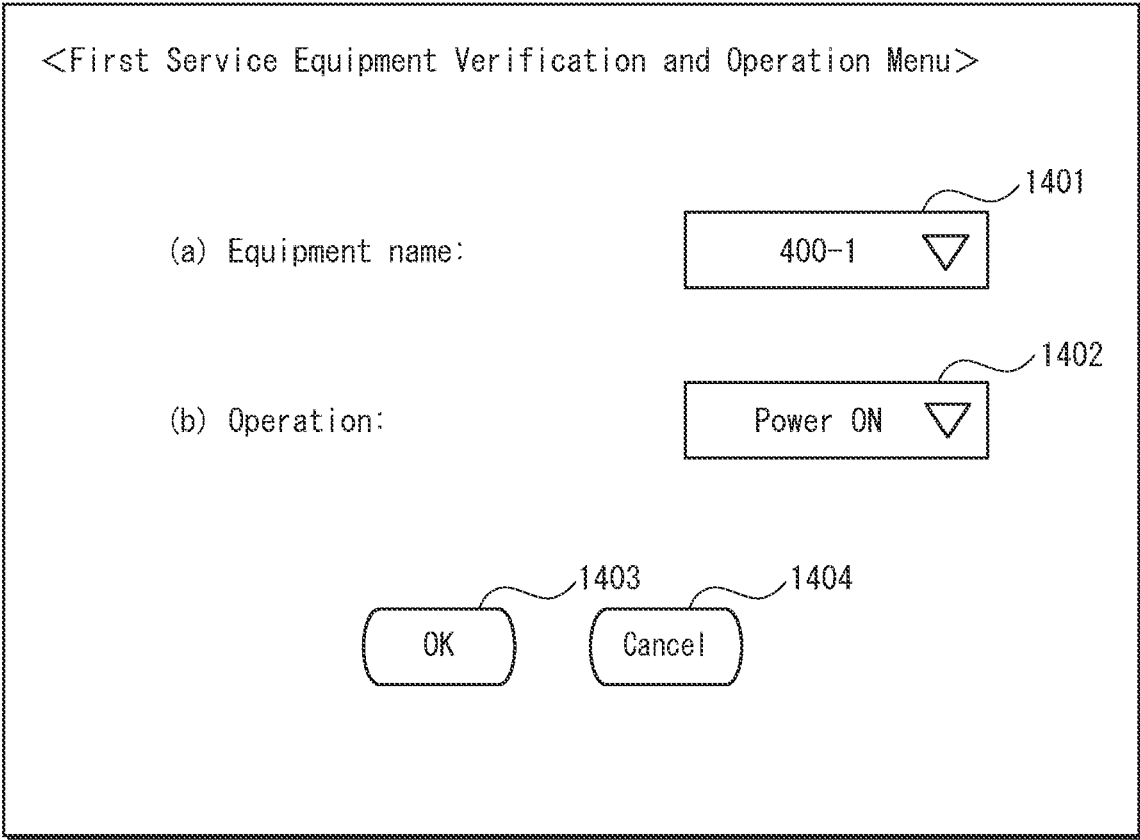 <First Service Equipment Verification and Operation Menu>
1401
(a) Equipment name: 400-1
1402
(b) Operation: Power ON
1403 1404
OK Cancel